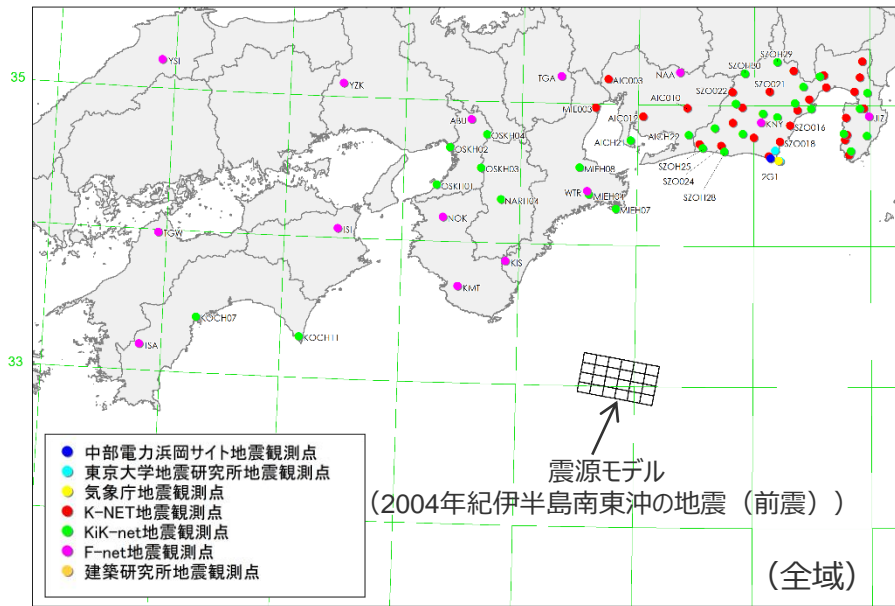 YSI
YZK
TGA
AIC003
NAA
SZOH30
SZOH29
35
SZO022
SZO021
MIE003
AIC010
AIC012
ABU
OSKH04
KNY
SZO016
JIZ
OSKH02
AICH21
AICH22
SZO018
OSKH03
MIEH08
SZOH25
SZO024
2G1
OSKH01
WTR
MIEH04
SZOH28
NARH04
MIEH07
NOK
TGW
ISI
KIS
KMT
KOCH07
KOCH11
ISA
33
震源モデル
(2004年紀伊半島南東沖の地震（前震））
中部電力浜岡サイト地震観測点
東京大学地震研究所地震観測点
気象庁地震観測点
K-NET地震観測点
KiK-net地震観測点
F-net地震観測点
建築研究所地震観測点
（全域）